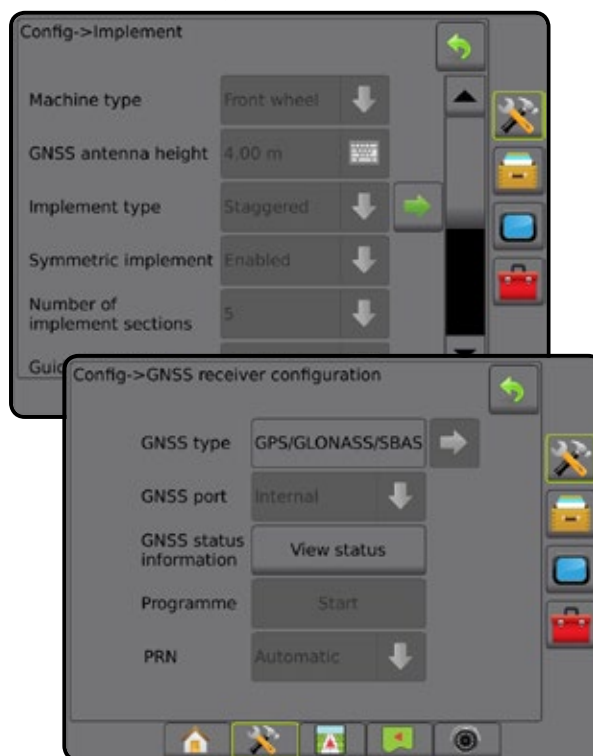 Config->Implement
Machine type
Front wheel
GNSS antenna height
4.00 m
Implement type
Staggered
Symmetric implement
Enabled
Number of
implement sections
5
Guid
Config->GNSS receiver configuration
GNSS type
GPS/GLONASS/SBAS
GNSS port
Internal
GNSS status
information
View status
Programme
Start
PRN
Automatic